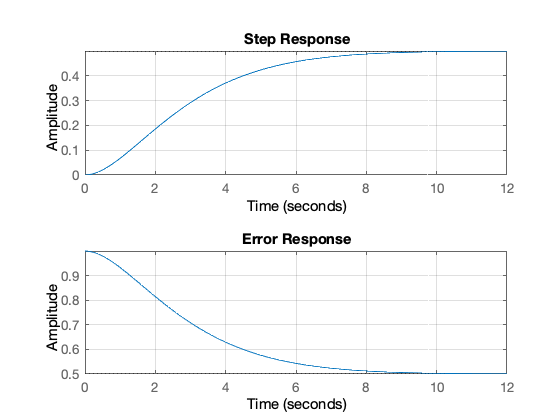 Step Response
Amplitude
0.4
0.3
0.2
0.1
0
0 2 4 6 8 10 12
Time (seconds)
Error Response
Amplitude
0.9
0.8
0.7
0.6
0.5
0 2 4 6 8 10 12
Time (seconds)